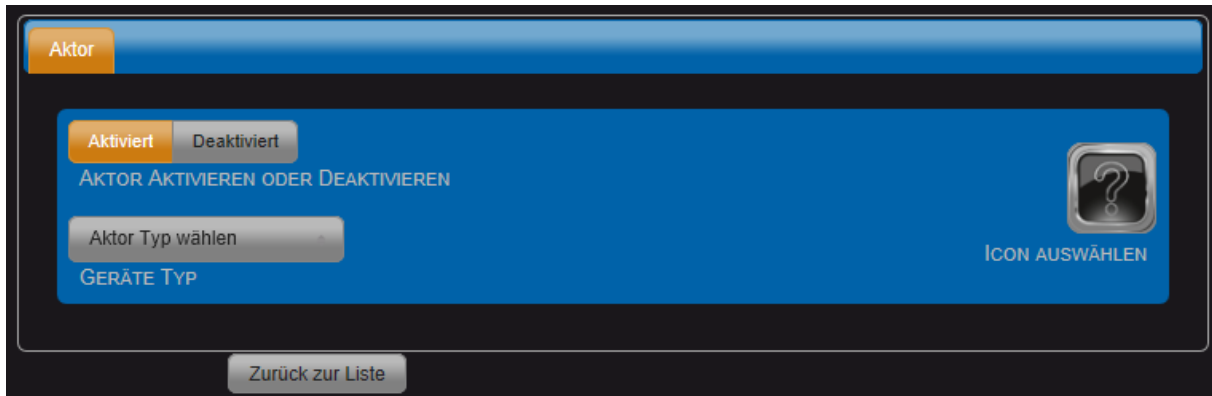 Aktor
Aktiviert Deaktiviert
Aktor Aktivieren oder Deaktivieren
Aktor Typ wählen
Icon auswählen
Geräte Typ
Zurück zur Liste